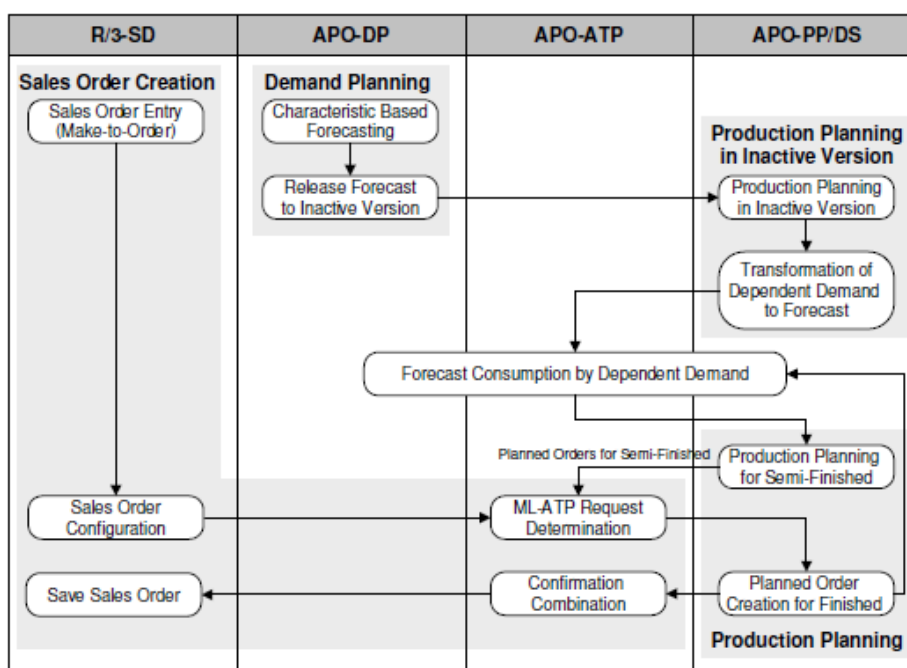 R/3-SD
APO-DP
APO-ATP
APO-PP/DS
Sales Order Creation
Demand Planning
Sales Order Entry
(Make-to-Order)
Characteristic Based
Forecasting
Production Planning
in Inactive Version
Release Forecast
to Inactive Version
Production Planning
in Inactive Version
Transformation of
Dependent Demand
to Forecast
Forecast Consumption by Dependent Demand
Planned Orders for Semi-Finished
Production Planning
for Semi-Finished
Sales Order
Configuration
ML-ATP Request
Determination
Save Sales Order
Confirmation
Combination
Planned Order
Creation for Finished
Production Planning